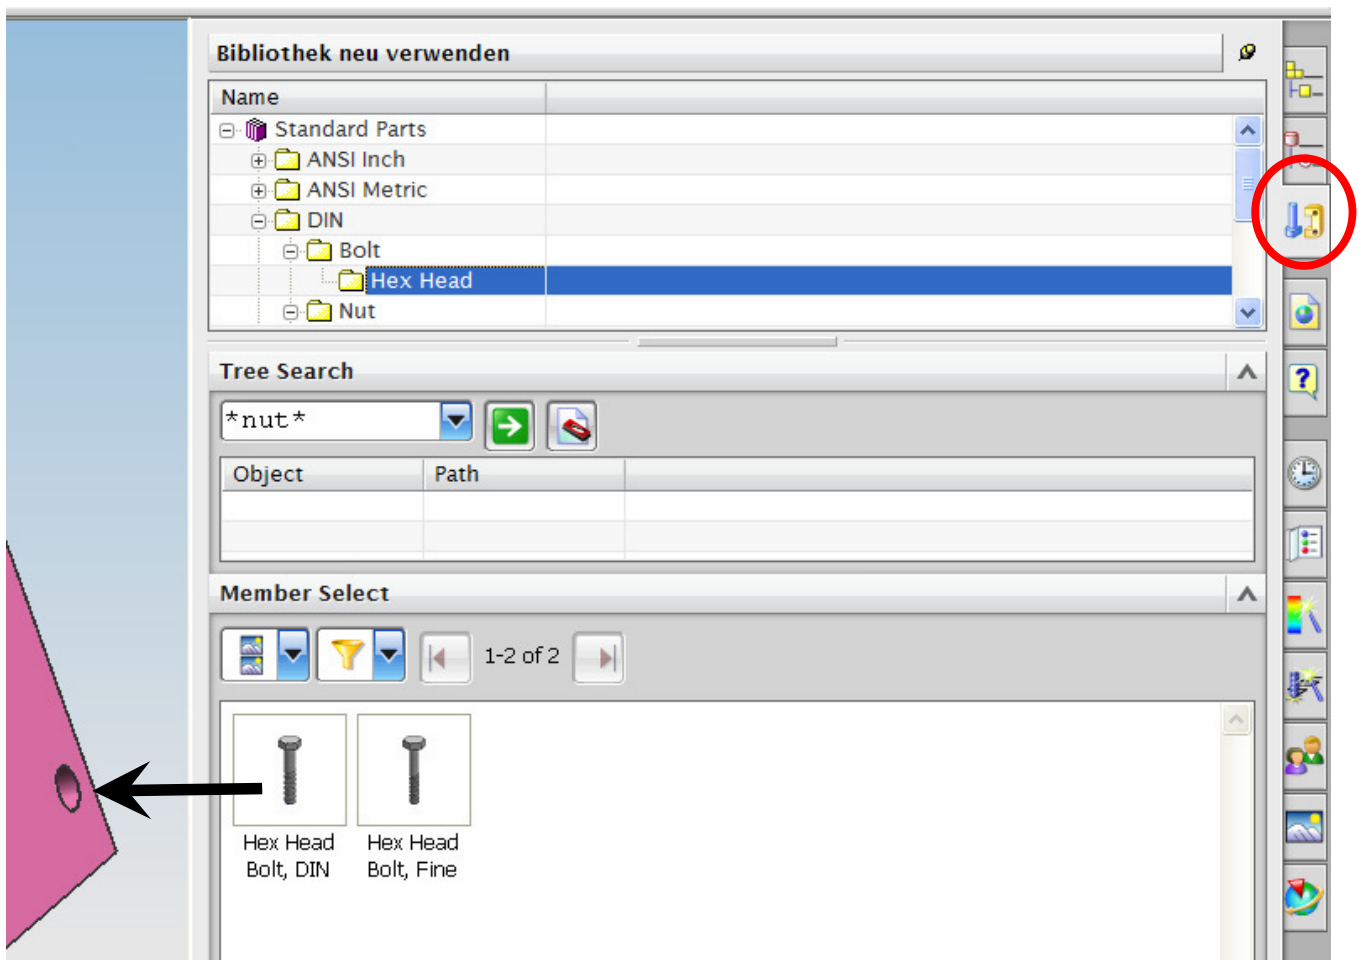 Bibliothek neu verwenden
Name
Standard Parts
ANSI Inch
ANSI Metric
DIN
Bolt
Hex Head
Nut
Tree Search
*nut*
Object Path
Member Select
1-2 of 2
Hex Head Hex Head
Bolt, DIN Bolt, Fine